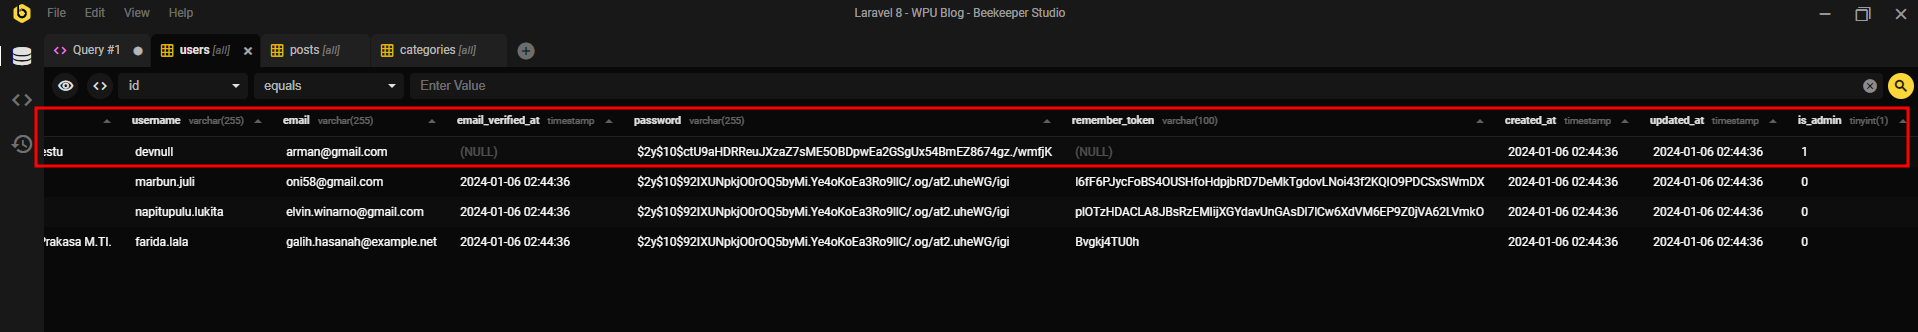 File Edit View Help Laravel 8 - WPU Blog - Beekeeper Studio
Query #1 users [all] posts [all] categories [all]
id equals Enter Value
username varchar(255) email varchar(255) email_verified_at timestamp password varchar(255) remember_token varchar(100) created_at timestamp updated_at timestamp is_admin tinyint(1)
estu devnull arman@gmail.com (NULL) $2y$10$ctU9aHDRReuJXzaZ7sME5OBDpwEa2GSgUx54BmEZ8674gz./wmfjK (NULL) 2024-01-06 02:44:36 2024-01-06 02:44:36 1
marbun.juli oni58@gmail.com 2024-01-06 02:44:36 $2y$10$92IXUNpkjO0rOQ5byMi.Ye4oKoEa3Ro9llC/.og/at2.uheWG/igi l6fF6PJycFoBS4OUSHfoHdpjbRD7DeMkTgdovLNoi43f2KQIO9PDCSxSWmDX 2024-01-06 02:44:36 2024-01-06 02:44:36 0
napitupulu.lukita elvin.winarno@gmail.com 2024-01-06 02:44:36 $2y$10$92IXUNpkjO0rOQ5byMi.Ye4oKoEa3Ro9llC/.og/at2.uheWG/igi plOTzHDACLA8JBsRzEMlijXGYdavUnGAsDI7lCw6XdVM6EP9Z0jVA62LVmkO 2024-01-06 02:44:36 2024-01-06 02:44:36 0
Prakasa M.TI. farida.lala galih.hasanah@example.net 2024-01-06 02:44:36 $2y$10$92IXUNpkjO0rOQ5byMi.Ye4oKoEa3Ro9llC/.og/at2.uheWG/igi Bvgkj4TU0h 2024-01-06 02:44:36 2024-01-06 02:44:36 0